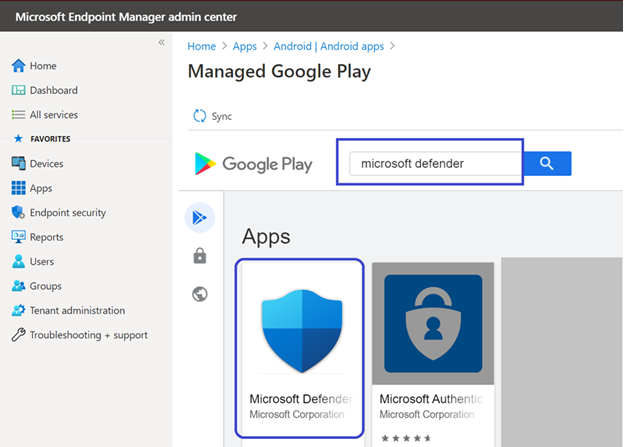 Microsoft Endpoint Manager admin center
«
Home
Dashboard
All services
FAVORITES
Devices
Apps
Endpoint security
Reports
Users
Groups
Tenant administration
Troubleshooting + support
Home > Apps > Android | Android apps >
Managed Google Play
Sync
Google Play
microsoft defender
Apps
Microsoft Defender
Microsoft Corporation
Microsoft Authentic
Microsoft Corporation